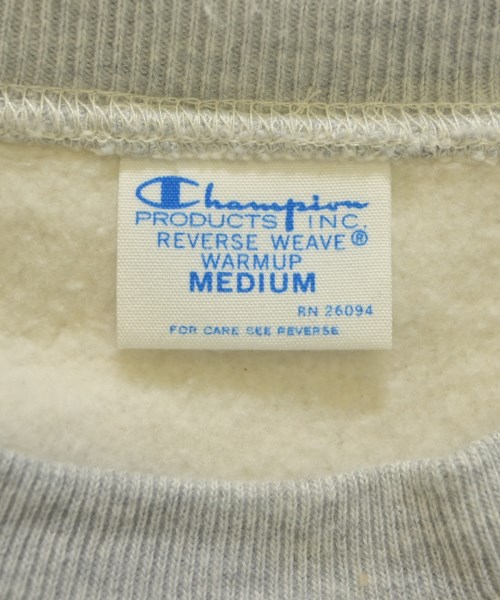 Champion
PRODUCTS INC.
REVERSE WEAVE®
WARMUP
MEDIUM
RN 26094
FOR CARE SEE REVERSE